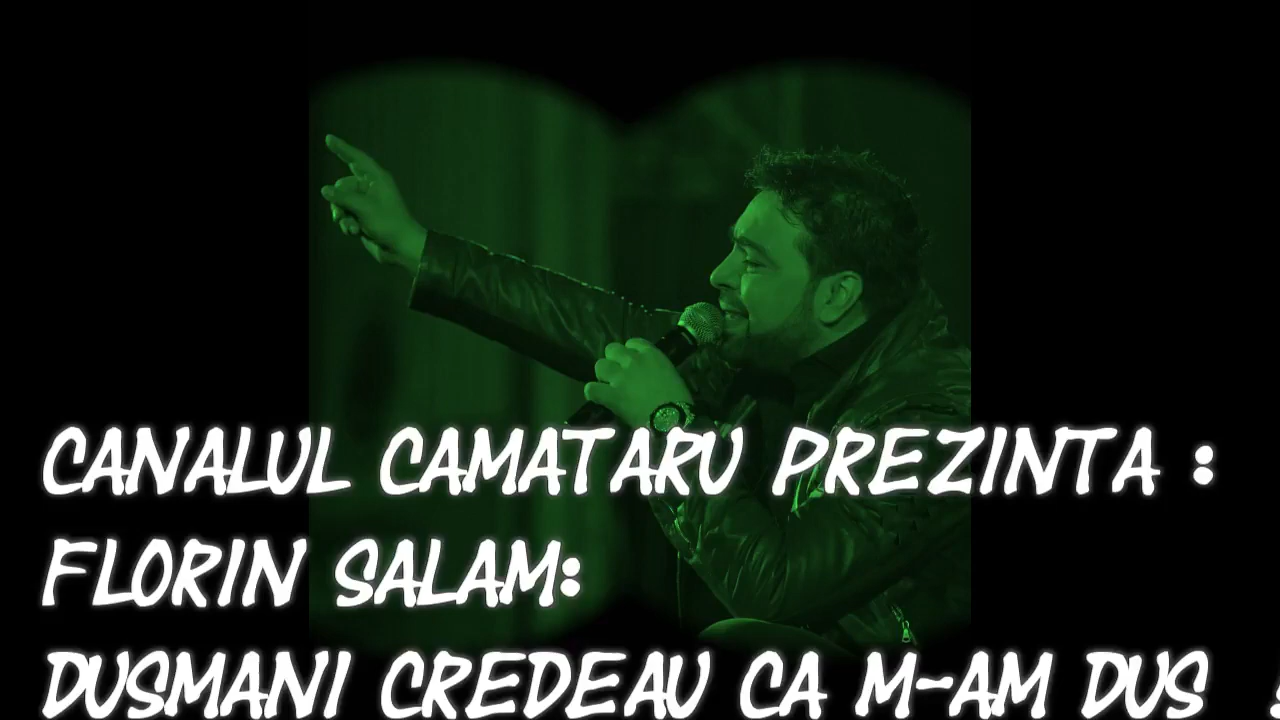 CANALUL CAMATARU PREZINTA :
FLORIN SALAM:
DUSMANI CREDEAU CA M-AM DUS